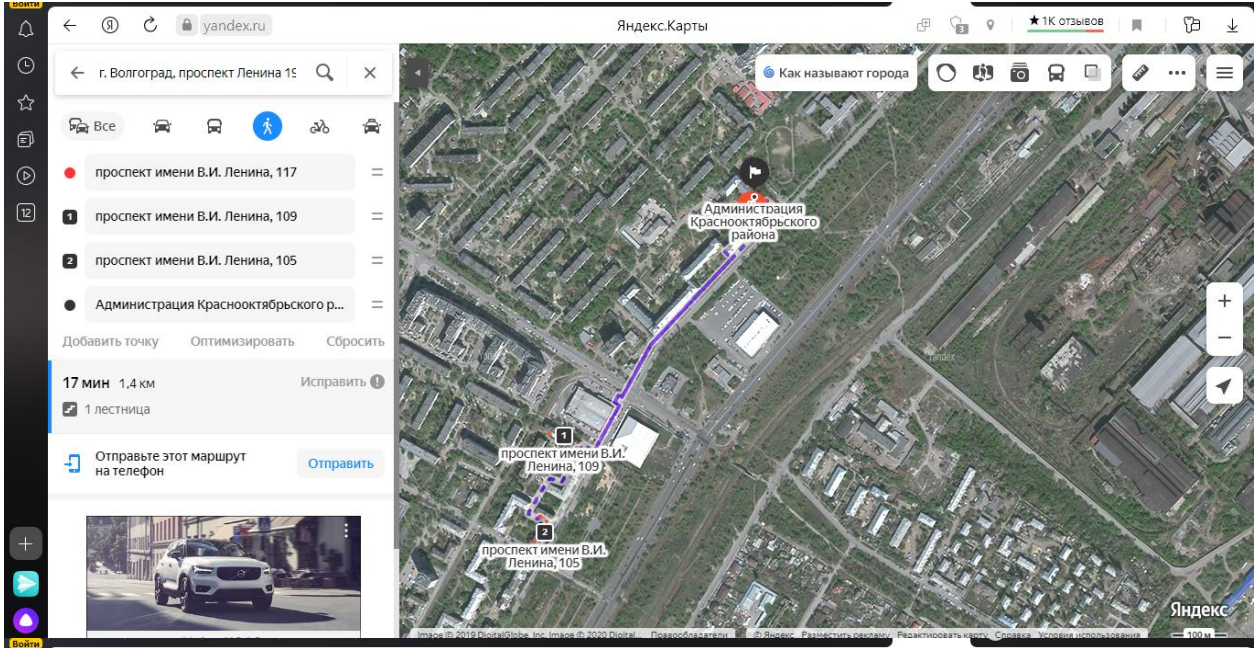 Войти
yandex.ru
Яндекс.Карты
3
★ 1К отзывов
г. Волгоград, проспект Ленина 19
Как называют города
Все
проспект имени В.И. Ленина, 117
1 проспект имени В.И. Ленина, 109
2 проспект имени В.И. Ленина, 105
Администрация Краснооктябрьского р...
Добавить точку Оптимизировать Сбросить
17 мин 1,4 км Исправить
1 лестница
Отправьте этот маршрут
на телефон
Отправить
12
Администрация
Краснооктябрьского
района
1
проспект имени В.И.
Ленина, 109
2
проспект имени В.И.
Ленина, 105
Yandex
Яндекс
Image © 2019 DigitalGlobe, Inc. Image © 2020 Digital... Правообладатели © Яндекс Разместить рекламу Редактировать карту Справка Условия использования 100 м
Войти